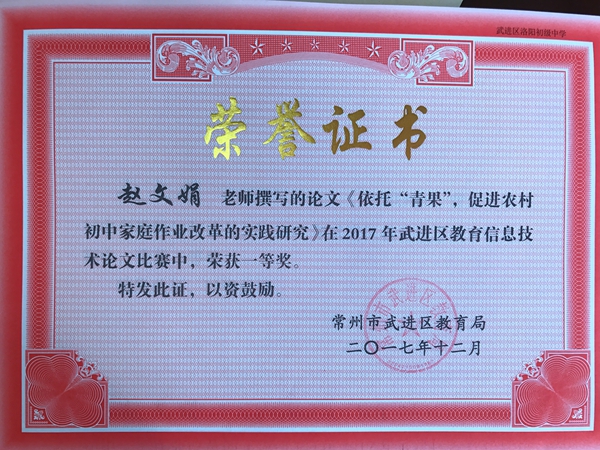 武进区洛阳初级中学
荣誉证书
赵文娟 老师撰写的论文《依托“青果”,促进农村
初中家庭作业改革的实践研究》在2017年武进区教育信息技
术论文比赛中,荣获一等奖。
特发此证,以资鼓励。
常州市武进区教育局
二〇一七年十二月